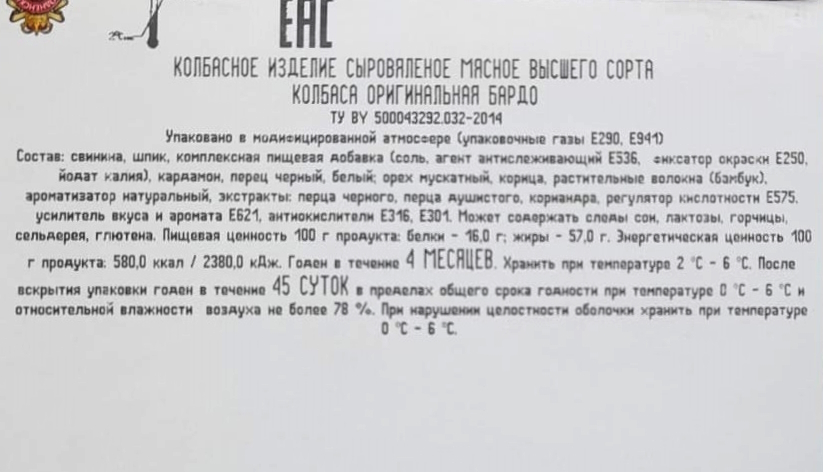 ЕАС
КОЛБАСНОЕ ИЗДЕЛИЕ СЫРОВЯЛЕНОЕ МЯСНОЕ ВЫСШЕГО СОРТА
КОЛБАСА ОРИГИНАЛЬНАЯ БАРДО
ТУ BY 500043292.032-2014
Упаковано в модифицированной атмосфере (упаковочные газы Е290, Е941)
Состав: свинина, шпик, комплексная пищевая добавка (соль, агент антислеживающий Е536, фиксатор окраски Е250,
йодат калия), кардамон, перец черный, белый; орех мускатный, корица, растительные волокна (бамбук),
ароматизатор натуральный, экстракты: перца черного, перца душистого, кориандра, регулятор кислотности Е575,
усилитель вкуса и аромата Е621, антиокислители Е316, Е301. Может содержать следы сои, лактозы, горчицы,
сельдерея, глютена. Пищевая ценность 100 г продукта: белки - 16,0 г; жиры - 57,0 г. Энергетическая ценность 100
г продукта: 580,0 ккал / 2380,0 кДж. Годен в течение 4 МЕСЯЦЕВ. Хранить при температуре 2 °С - 6 °С. После
вскрытия упаковки годен в течение 45 СУТОК в пределах общего срока годности при температуре 0 °С - 6 °С и
относительной влажности воздуха не более 78 %. При нарушении целостности оболочки хранить при температуре
0 °С - 6 °С.